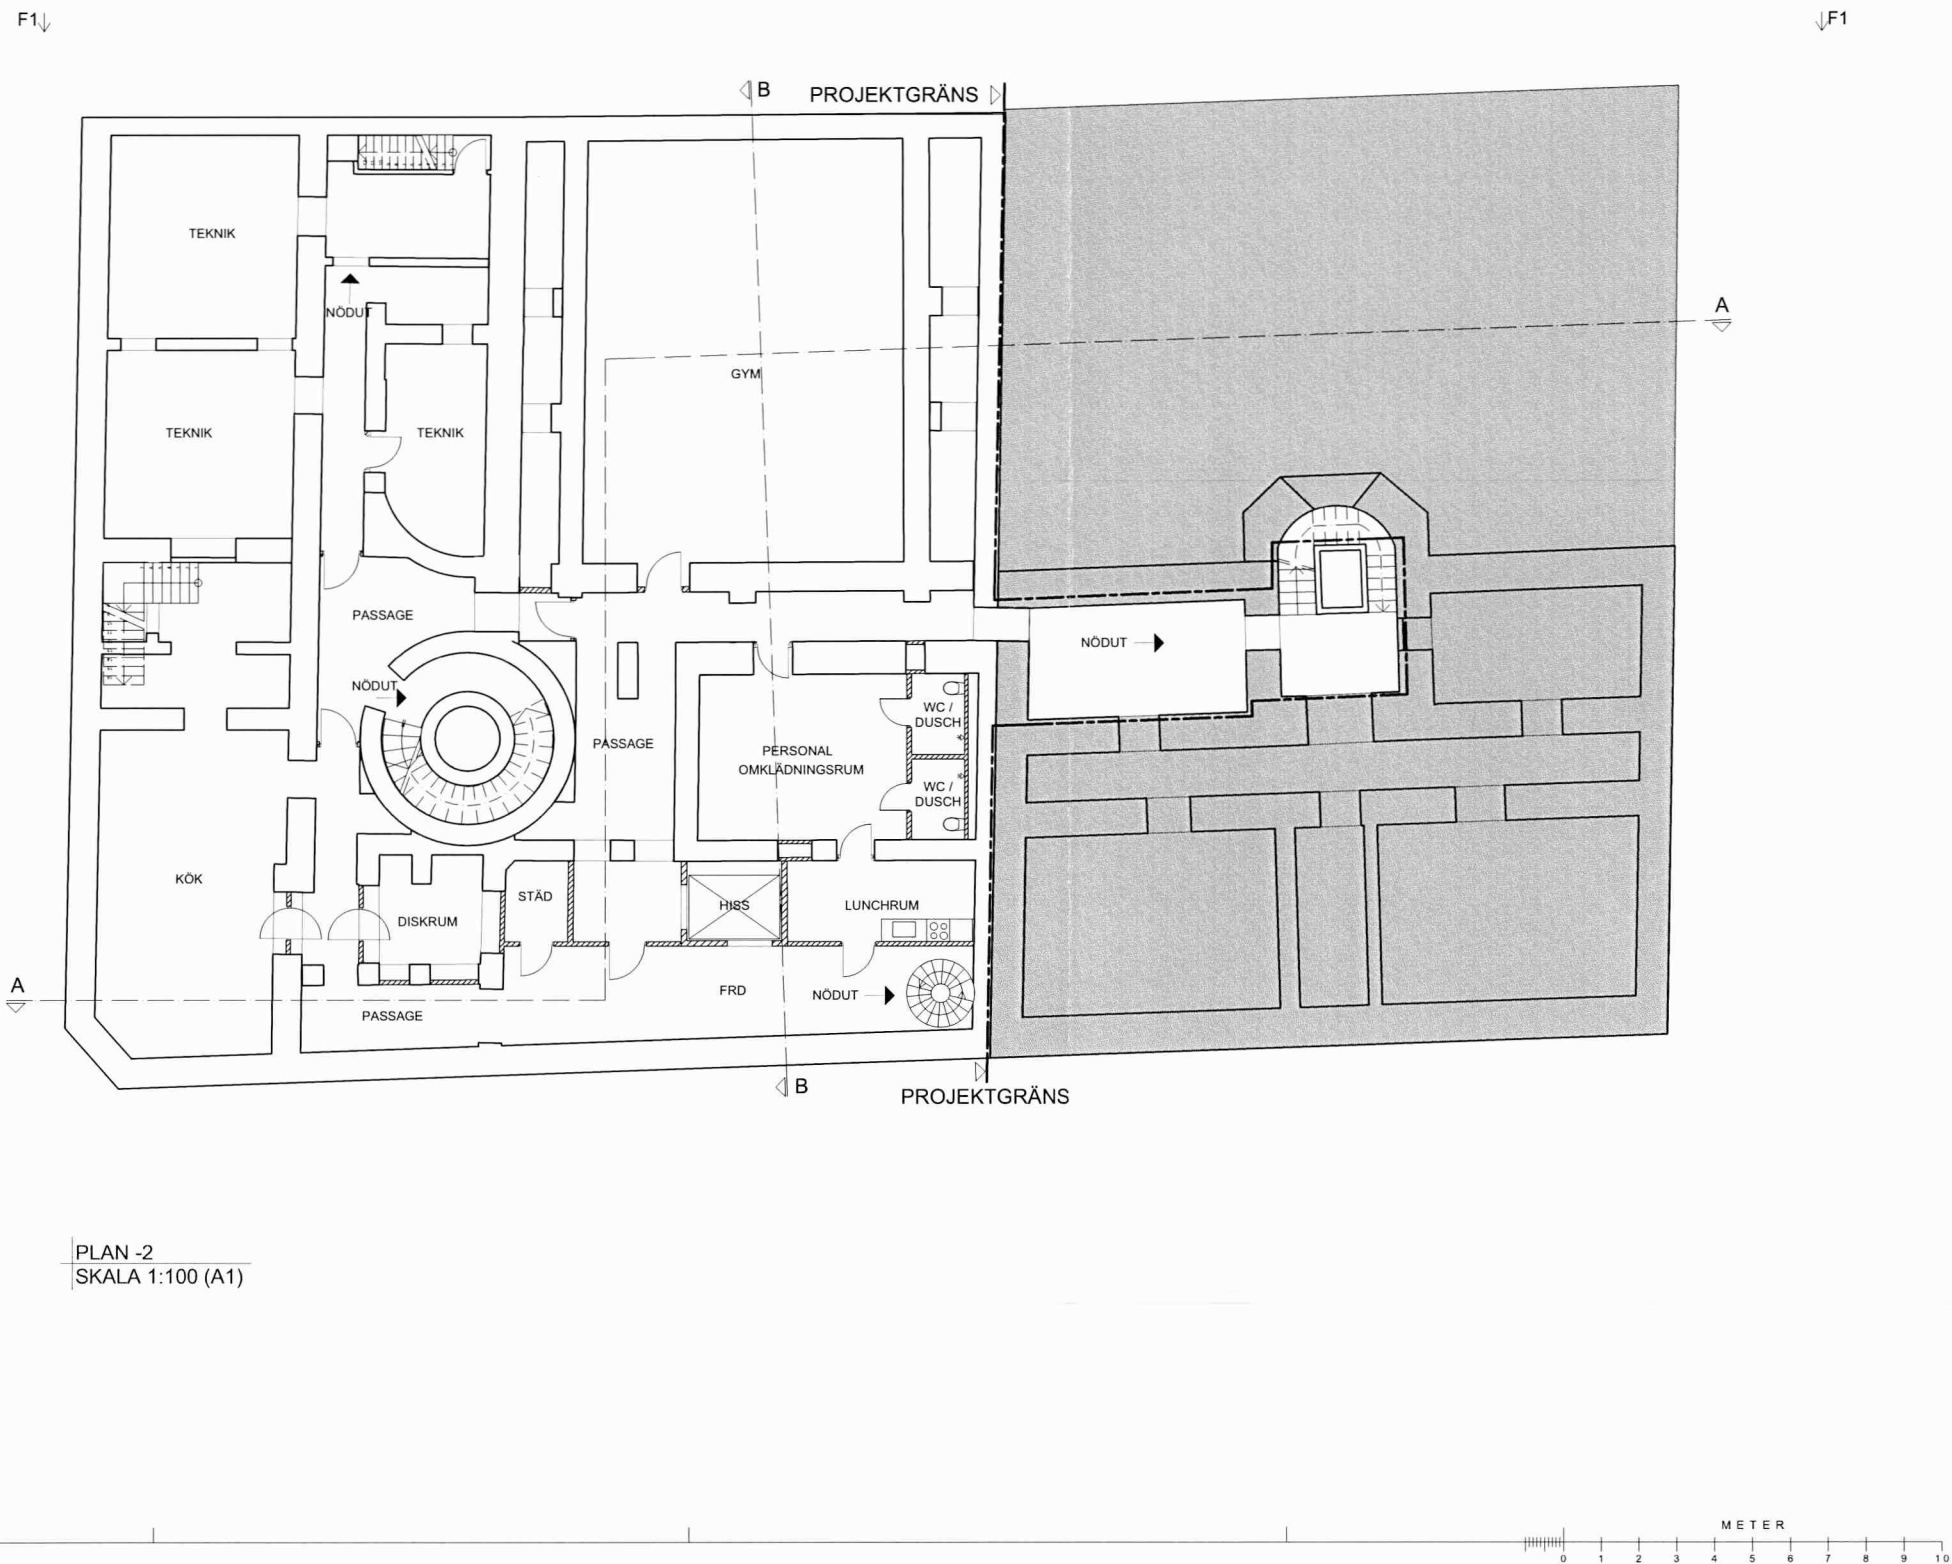 F1
F1
B
PROJEKTGRÄNS
TEKNIK
NÖDUT
A
GYM
TEKNIK
TEKNIK
PASSAGE
NÖDUT
NÖDUT
WC /
DUSCH
PASSAGE
PERSONAL
OMKLÄDNINGSRUM
WC /
DUSCH
KÖK
STÄD
HISS
LUNCHRUM
DISKRUM
A
FRD
NÖDUT
PASSAGE
B
PROJEKTGRÄNS
PLAN -2
SKALA 1:100 (A1)
METER
0 1 2 3 4 5 6 7 8 9 10